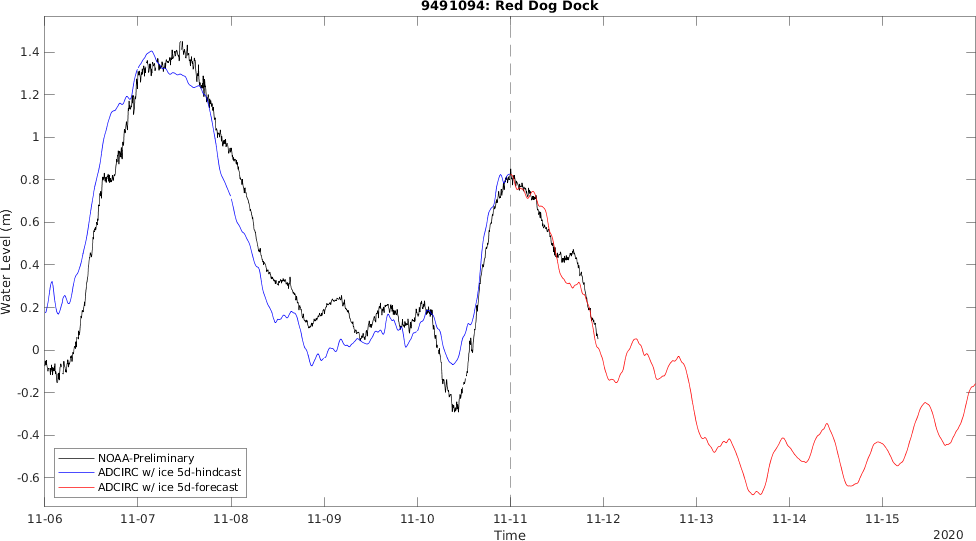 9491094: Red Dog Dock
Water Level (m)
1.4
1.2
1
0.8
0.6
0.4
0.2
0
-0.2
-0.4
-0.6
NOAA-Preliminary
ADCIRC w/ ice 5d-hindcast
ADCIRC w/ ice 5d-forecast
11-06 11-07 11-08 11-09 11-10 11-11 11-12 11-13 11-14 11-15
Time
2020